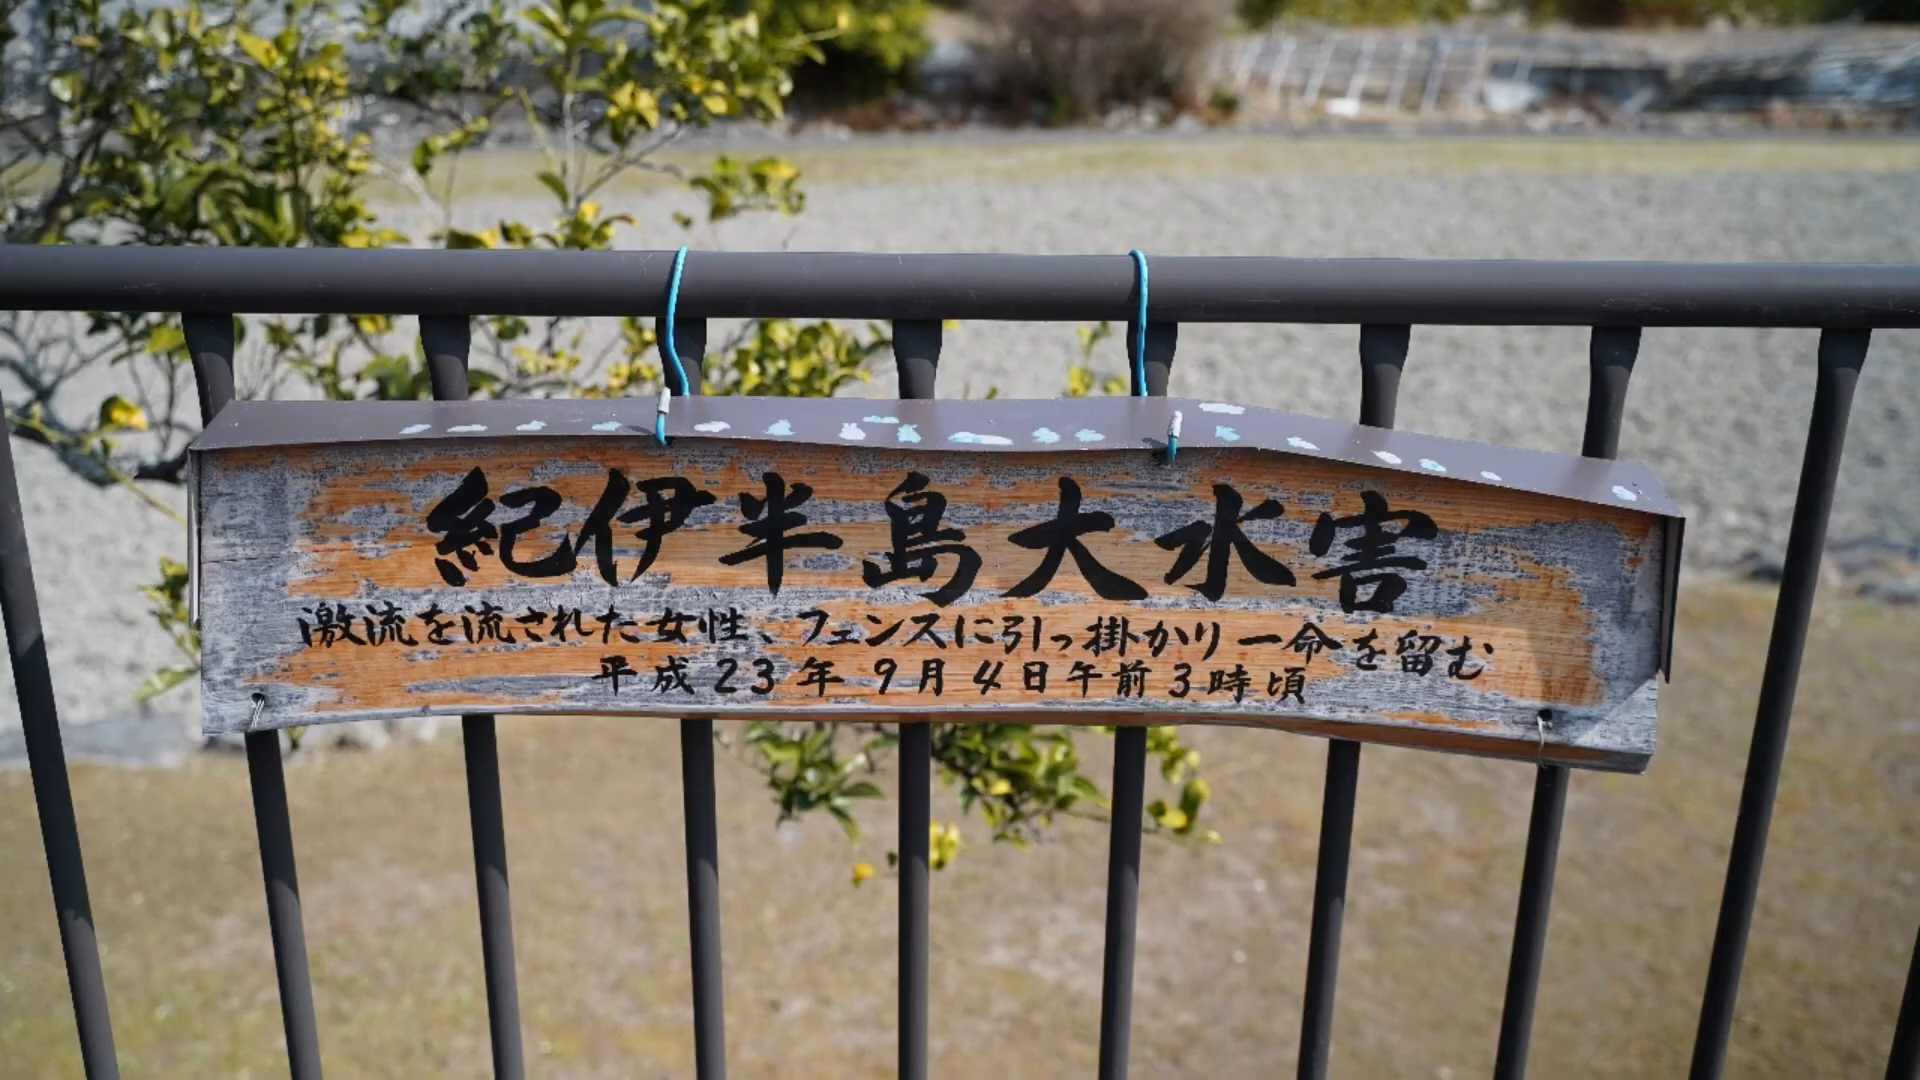 紀伊半島大水害
激流を流された女性、フェンスに引っ掛かり一命を留む
平成23年9月4日午前3時頃